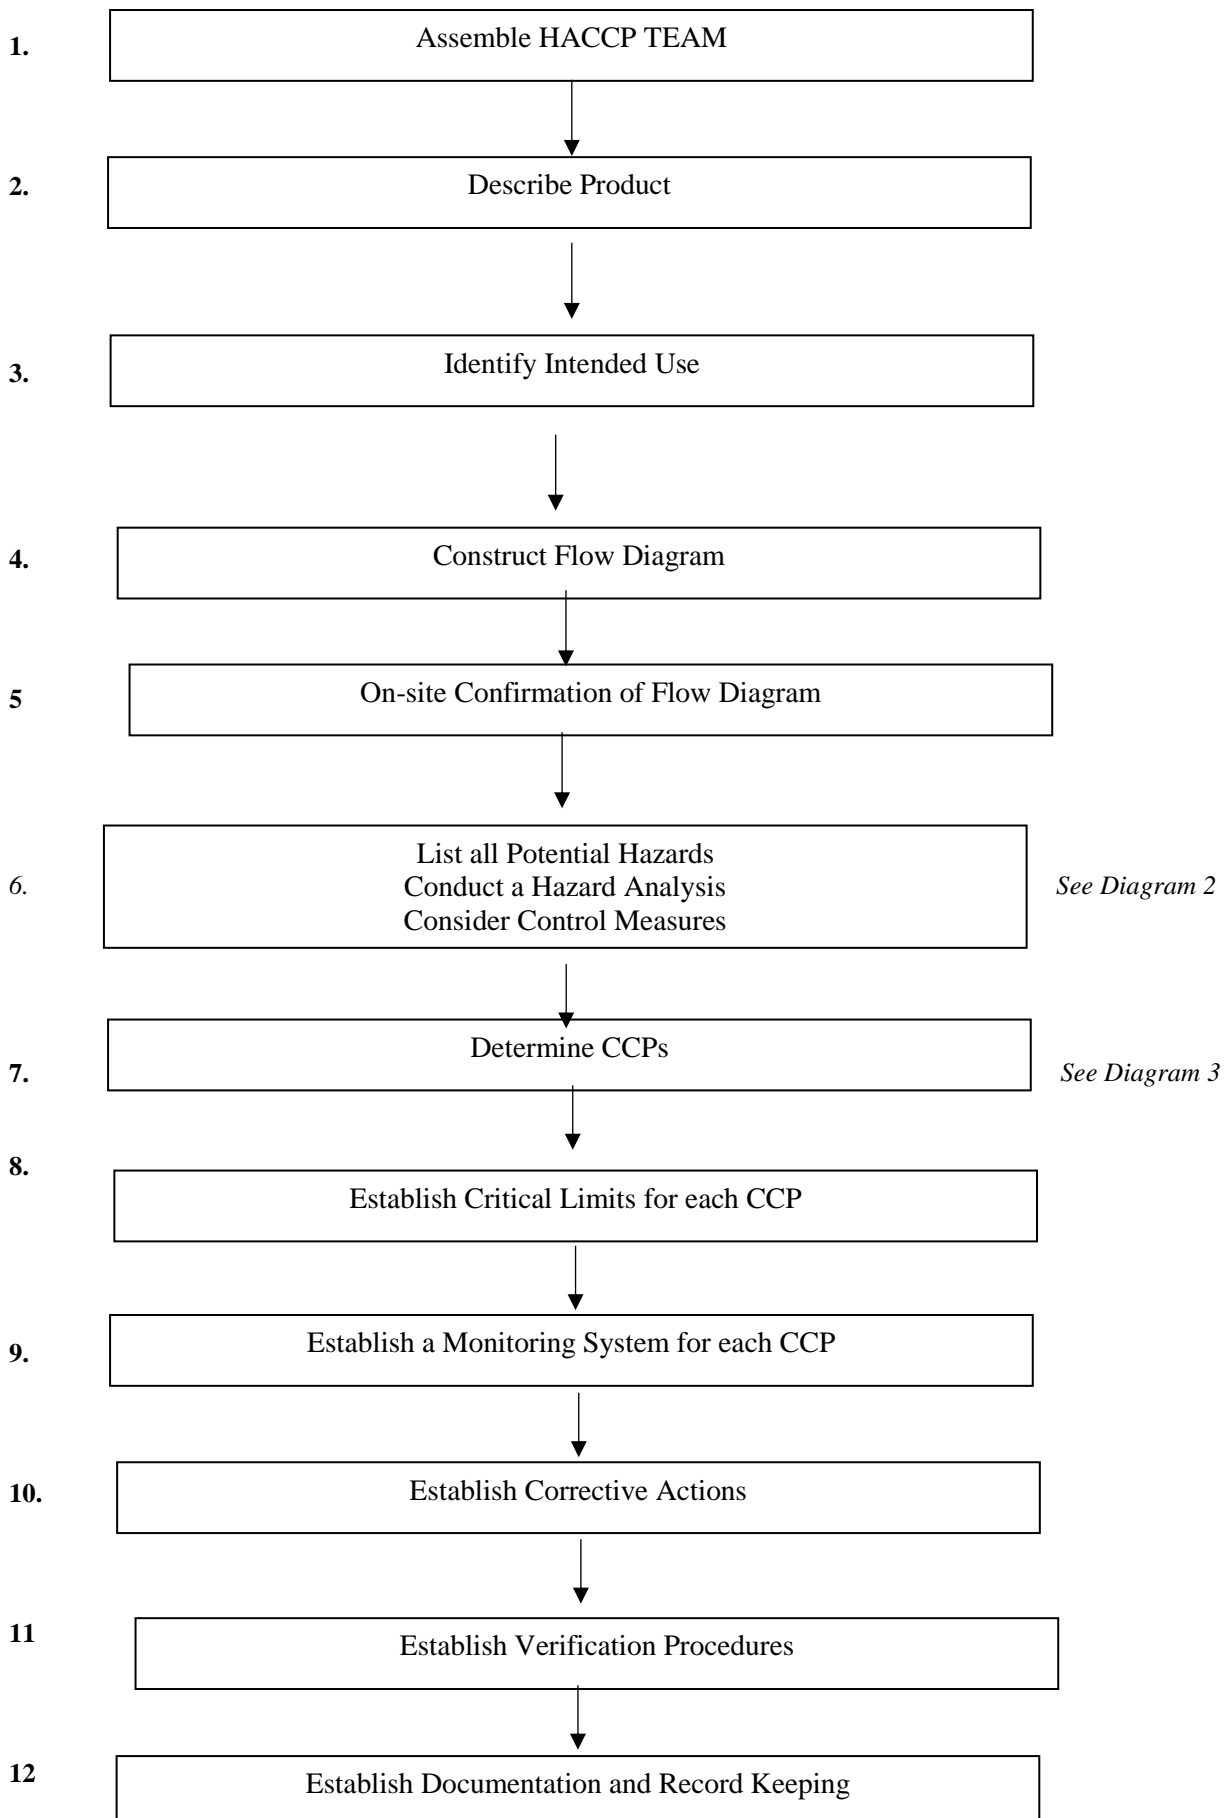 1.
Assemble HACCP TEAM
2.
Describe Product
3.
Identify Intended Use
4.
Construct Flow Diagram
5
On-site Confirmation of Flow Diagram
List all Potential Hazards
6.
Conduct a Hazard Analysis
See Diagram 2
Consider Control Measures
Determine CCPs
7.
See Diagram 3
8.
Establish Critical Limits for each CCP
9.
Establish a Monitoring System for each CCP
10.
Establish Corrective Actions
11
Establish Verification Procedures
12
Establish Documentation and Record Keeping